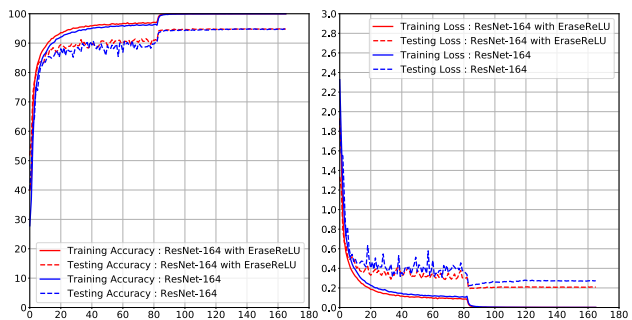 100
90
80
70
60
50
40
30
20
10
0
0 20 40 60 80 100 120 140 160 180
Training Accuracy : ResNet-164 with EraseReLU
Testing Accuracy : ResNet-164 with EraseReLU
Training Accuracy : ResNet-164
Testing Accuracy : ResNet-164
3.0
2.8
2.6
2.4
2.2
2.0
1.8
1.6
1.4
1.2
1.0
0.8
0.6
0.4
0.2
0.0
0 20 40 60 80 100 120 140 160 180
Training Loss : ResNet-164 with EraseReLU
Testing Loss : ResNet-164 with EraseReLU
Training Loss : ResNet-164
Testing Loss : ResNet-164